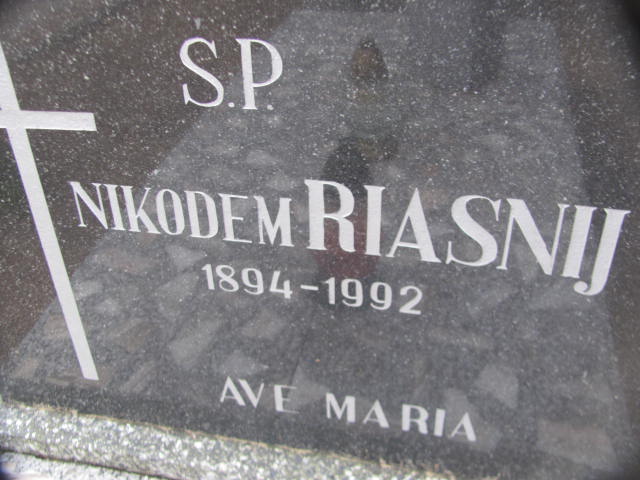 S.P.
NIKODEM RIASNIJ
1894-1992
AVE MARIA